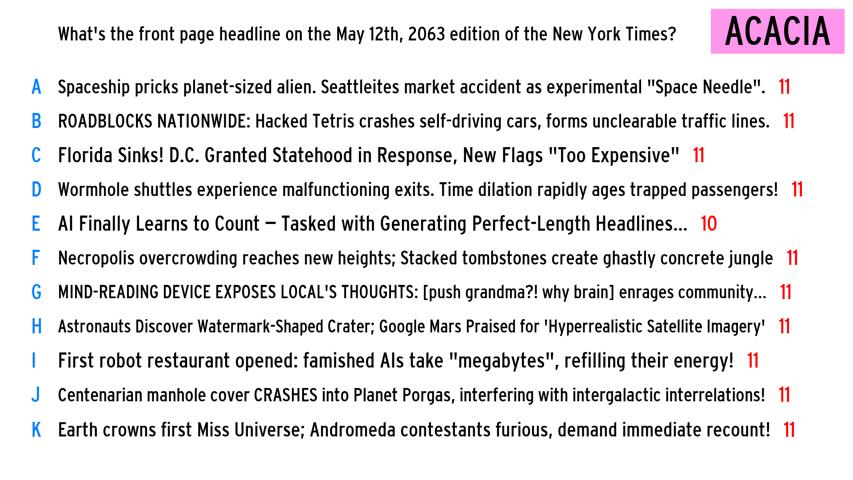 What's the front page headline on the May 12th, 2063 edition of the New York Times?
ACACIA
A Spaceship pricks planet-sized alien. Seattleites market accident as experimental "Space Needle". 11
B ROADBLOCKS NATIONWIDE: Hacked Tetris crashes self-driving cars, forms unclearable traffic lines. 11
C Florida Sinks! D.C. Granted Statehood in Response, New Flags "Too Expensive" 11
D Wormhole shuttles experience malfunctioning exits. Time dilation rapidly ages trapped passengers! 11
E AI Finally Learns to Count – Tasked with Generating Perfect-Length Headlines... 10
F Necropolis overcrowding reaches new heights; Stacked tombstones create ghastly concrete jungle 11
G MIND-READING DEVICE EXPOSES LOCAL'S THOUGHTS: [push grandma?! why brain] enrages community... 11
H Astronauts Discover Watermark-Shaped Crater; Google Mars Praised for 'Hyperrealistic Satellite Imagery' 11
I First robot restaurant opened: famished AIs take "megabytes", refilling their energy! 11
J Centenarian manhole cover CRASHES into Planet Porgas, interfering with intergalactic interrelations! 11
K Earth crowns first Miss Universe; Andromeda contestants furious, demand immediate recount! 11